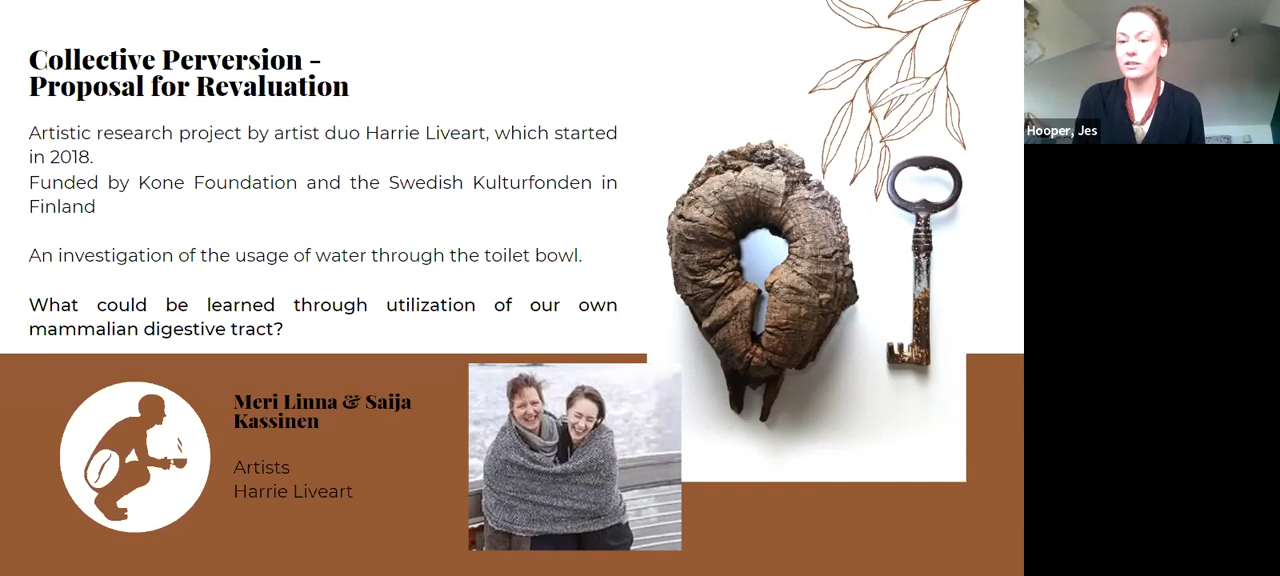 Collective Perversion -
Proposal for Revaluation
Artistic research project by artist duo Harrie Liveart, which started
in 2018.
Funded by Kone Foundation and the Swedish Kulturfonden in
Finland
An investigation of the usage of water through the toilet bowl.
What could be learned through utilization of our own
mammalian digestive tract?
Meri Linna & Saija
Kassinen
Artists
Harrie Liveart
Hooper, Jes